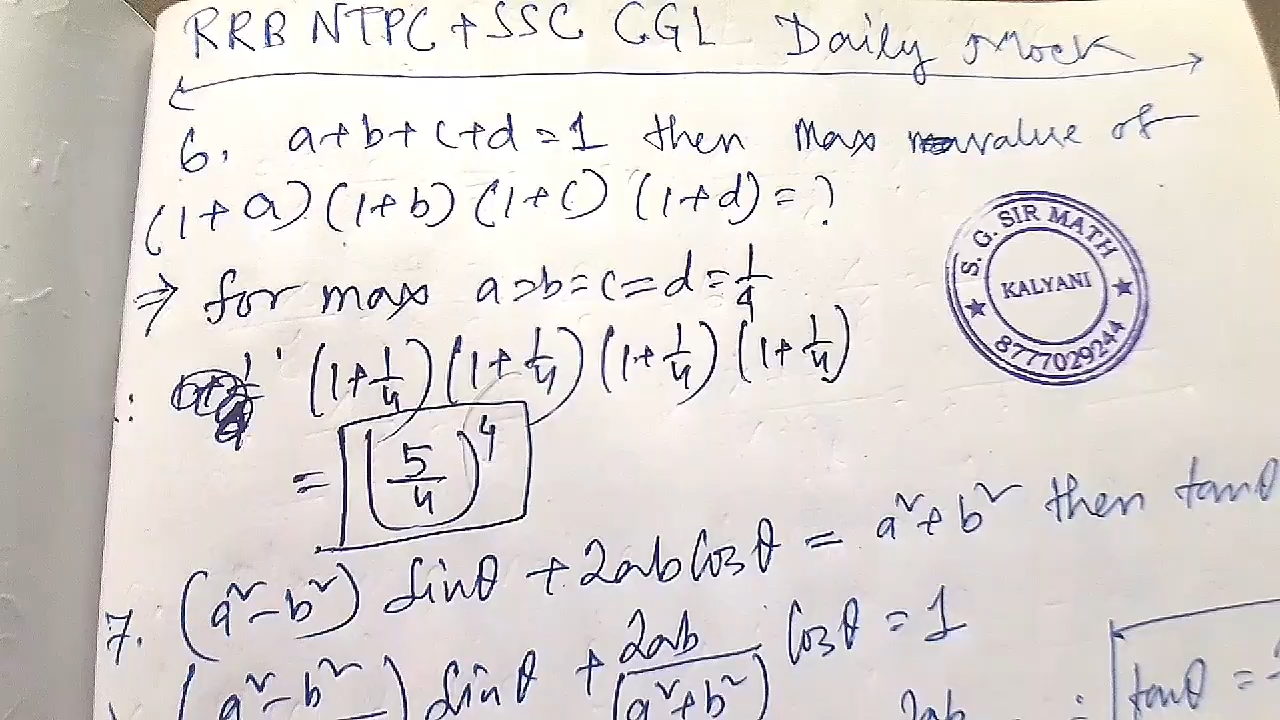 RRB NTPC + SSC CGL Daily Mock
6. a+b+c+d=1 then Max value of
(1+a) (1+b) (1+c) (1+d) = ?
⇒ for max a=b=c=d=1/4
∴ (1+1/4) (1+1/4) (1+1/4) (1+1/4)
= (5/4)^4
S. G. SIR MATH
KALYANI
8777029244
7. (a²-b²) sinθ + 2ab cosθ = a²+b² then tanθ
(a²-b² ) sinθ + 2ab/(a²+b²) cosθ = 1
2ab
tanθ =